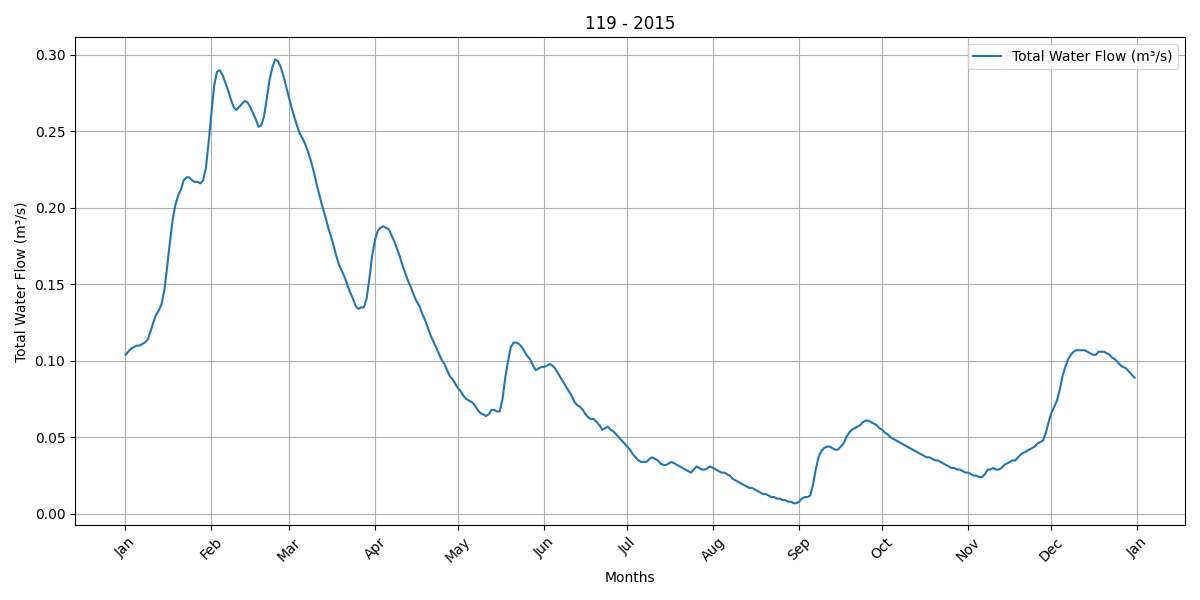 119 - 2015
Total Water Flow (m³/s)
0.30
0.25
0.20
0.15
0.10
0.05
0.00
Total Water Flow (m³/s)
Jan Feb Mar Apr May Jun Jul Aug Sep Oct Nov Dec Jan
Months